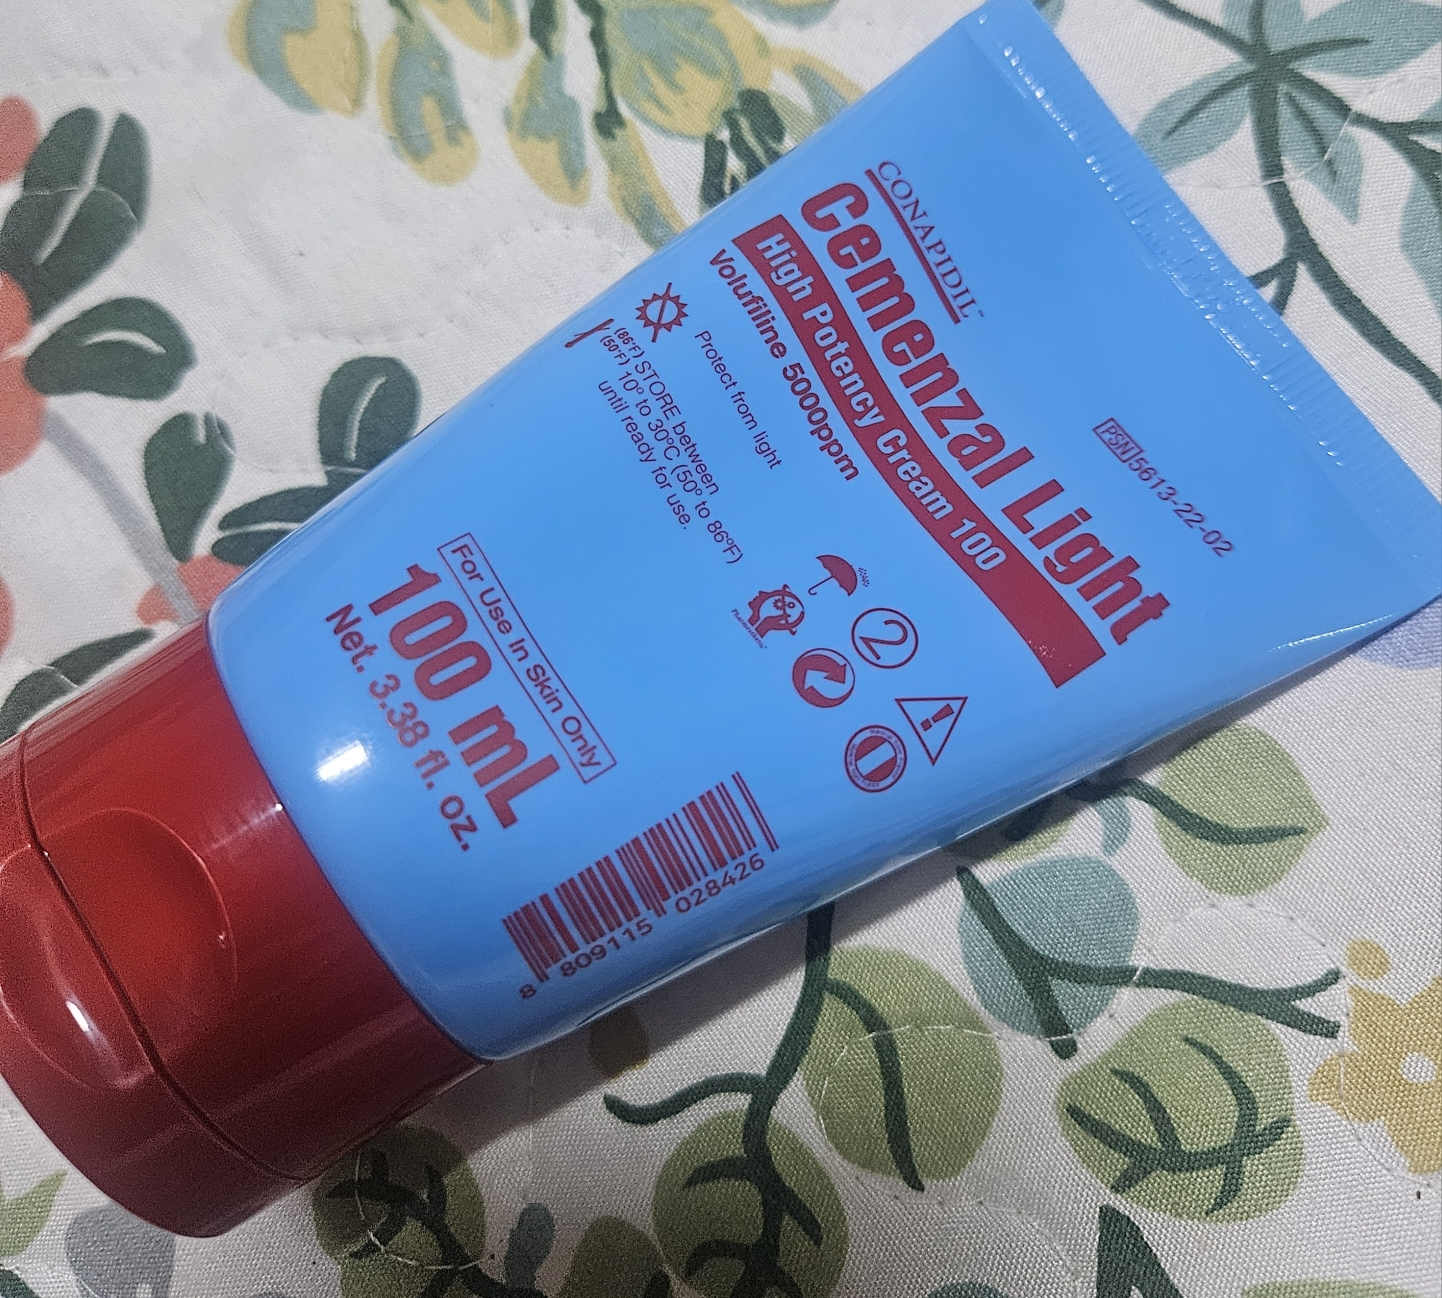 CONAPIDIL™
Cemenzal Light
High Potency Cream 100
Volufiline 5000ppm
PSN 5613-22-02
Protect from light
(86°F) STORE between
(50°F) 10° to 30°C (50° to 86°F)
until ready for use.
2
For Use In Skin Only
100 mL
Net. 3.38 fl. oz.
8 809115 028426